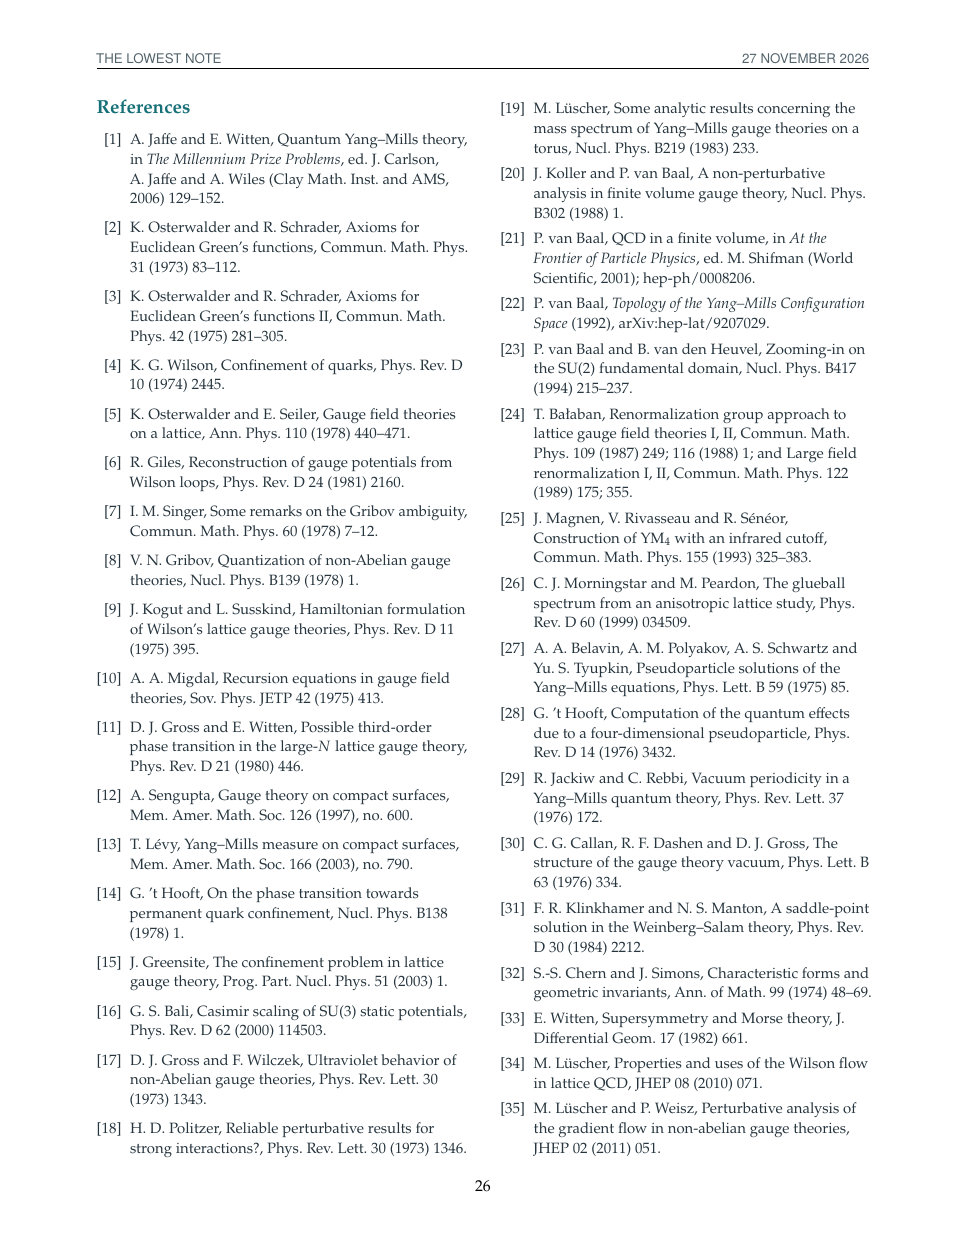 THE LOWEST NOTE
27 NOVEMBER 2026
References
[1] A. Jaffe and E. Witten, Quantum Yang–Mills theory,
in The Millennium Prize Problems, ed. J. Carlson,
A. Jaffe and A. Wiles (Clay Math. Inst. and AMS,
2006) 129–152.
[2] K. Osterwalder and R. Schrader, Axioms for
Euclidean Green’s functions, Commun. Math. Phys.
31 (1973) 83–112.
[3] K. Osterwalder and R. Schrader, Axioms for
Euclidean Green’s functions II, Commun. Math.
Phys. 42 (1975) 281–305.
[4] K. G. Wilson, Confinement of quarks, Phys. Rev. D
10 (1974) 2445.
[5] K. Osterwalder and E. Seiler, Gauge field theories
on a lattice, Ann. Phys. 110 (1978) 440–471.
[6] R. Giles, Reconstruction of gauge potentials from
Wilson loops, Phys. Rev. D 24 (1981) 2160.
[7] I. M. Singer, Some remarks on the Gribov ambiguity,
Commun. Math. Phys. 60 (1978) 7–12.
[8] V. N. Gribov, Quantization of non-Abelian gauge
theories, Nucl. Phys. B139 (1978) 1.
[9] J. Kogut and L. Susskind, Hamiltonian formulation
of Wilson’s lattice gauge theories, Phys. Rev. D 11
(1975) 395.
[10] A. A. Migdal, Recursion equations in gauge field
theories, Sov. Phys. JETP 42 (1975) 413.
[11] D. J. Gross and E. Witten, Possible third-order
phase transition in the large-N lattice gauge theory,
Phys. Rev. D 21 (1980) 446.
[12] A. Sengupta, Gauge theory on compact surfaces,
Mem. Amer. Math. Soc. 126 (1997), no. 600.
[13] T. Lévy, Yang–Mills measure on compact surfaces,
Mem. Amer. Math. Soc. 166 (2003), no. 790.
[14] G. ’t Hooft, On the phase transition towards
permanent quark confinement, Nucl. Phys. B138
(1978) 1.
[15] J. Greensite, The confinement problem in lattice
gauge theory, Prog. Part. Nucl. Phys. 51 (2003) 1.
[16] G. S. Bali, Casimir scaling of SU(3) static potentials,
Phys. Rev. D 62 (2000) 114503.
[17] D. J. Gross and F. Wilczek, Ultraviolet behavior of
non-Abelian gauge theories, Phys. Rev. Lett. 30
(1973) 1343.
[18] H. D. Politzer, Reliable perturbative results for
strong interactions?, Phys. Rev. Lett. 30 (1973) 1346.
[19] M. Lüscher, Some analytic results concerning the
mass spectrum of Yang–Mills gauge theories on a
torus, Nucl. Phys. B219 (1983) 233.
[20] J. Koller and P. van Baal, A non-perturbative
analysis in finite volume gauge theory, Nucl. Phys.
B302 (1988) 1.
[21] P. van Baal, QCD in a finite volume, in At the
Frontier of Particle Physics, ed. M. Shifman (World
Scientific, 2001); hep-ph/0008206.
[22] P. van Baal, Topology of the Yang–Mills Configuration
Space (1992), arXiv:hep-lat/9207029.
[23] P. van Baal and B. van den Heuvel, Zooming-in on
the SU(2) fundamental domain, Nucl. Phys. B417
(1994) 215–237.
[24] T. Bałaban, Renormalization group approach to
lattice gauge field theories I, II, Commun. Math.
Phys. 109 (1987) 249; 116 (1988) 1; and Large field
renormalization I, II, Commun. Math. Phys. 122
(1989) 175; 355.
[25] J. Magnen, V. Rivasseau and R. Sénéor,
Construction of YM₄ with an infrared cutoff,
Commun. Math. Phys. 155 (1993) 325–383.
[26] C. J. Morningstar and M. Peardon, The glueball
spectrum from an anisotropic lattice study, Phys.
Rev. D 60 (1999) 034509.
[27] A. A. Belavin, A. M. Polyakov, A. S. Schwartz and
Yu. S. Tyupkin, Pseudoparticle solutions of the
Yang–Mills equations, Phys. Lett. B 59 (1975) 85.
[28] G. ’t Hooft, Computation of the quantum effects
due to a four-dimensional pseudoparticle, Phys.
Rev. D 14 (1976) 3432.
[29] R. Jackiw and C. Rebbi, Vacuum periodicity in a
Yang–Mills quantum theory, Phys. Rev. Lett. 37
(1976) 172.
[30] C. G. Callan, R. F. Dashen and D. J. Gross, The
structure of the gauge theory vacuum, Phys. Lett. B
63 (1976) 334.
[31] F. R. Klinkhamer and N. S. Manton, A saddle-point
solution in the Weinberg–Salam theory, Phys. Rev.
D 30 (1984) 2212.
[32] S.-S. Chern and J. Simons, Characteristic forms and
geometric invariants, Ann. of Math. 99 (1974) 48–69.
[33] E. Witten, Supersymmetry and Morse theory, J.
Differential Geom. 17 (1982) 661.
[34] M. Lüscher, Properties and uses of the Wilson flow
in lattice QCD, JHEP 08 (2010) 071.
[35] M. Lüscher and P. Weisz, Perturbative analysis of
the gradient flow in non-abelian gauge theories,
JHEP 02 (2011) 051.
26